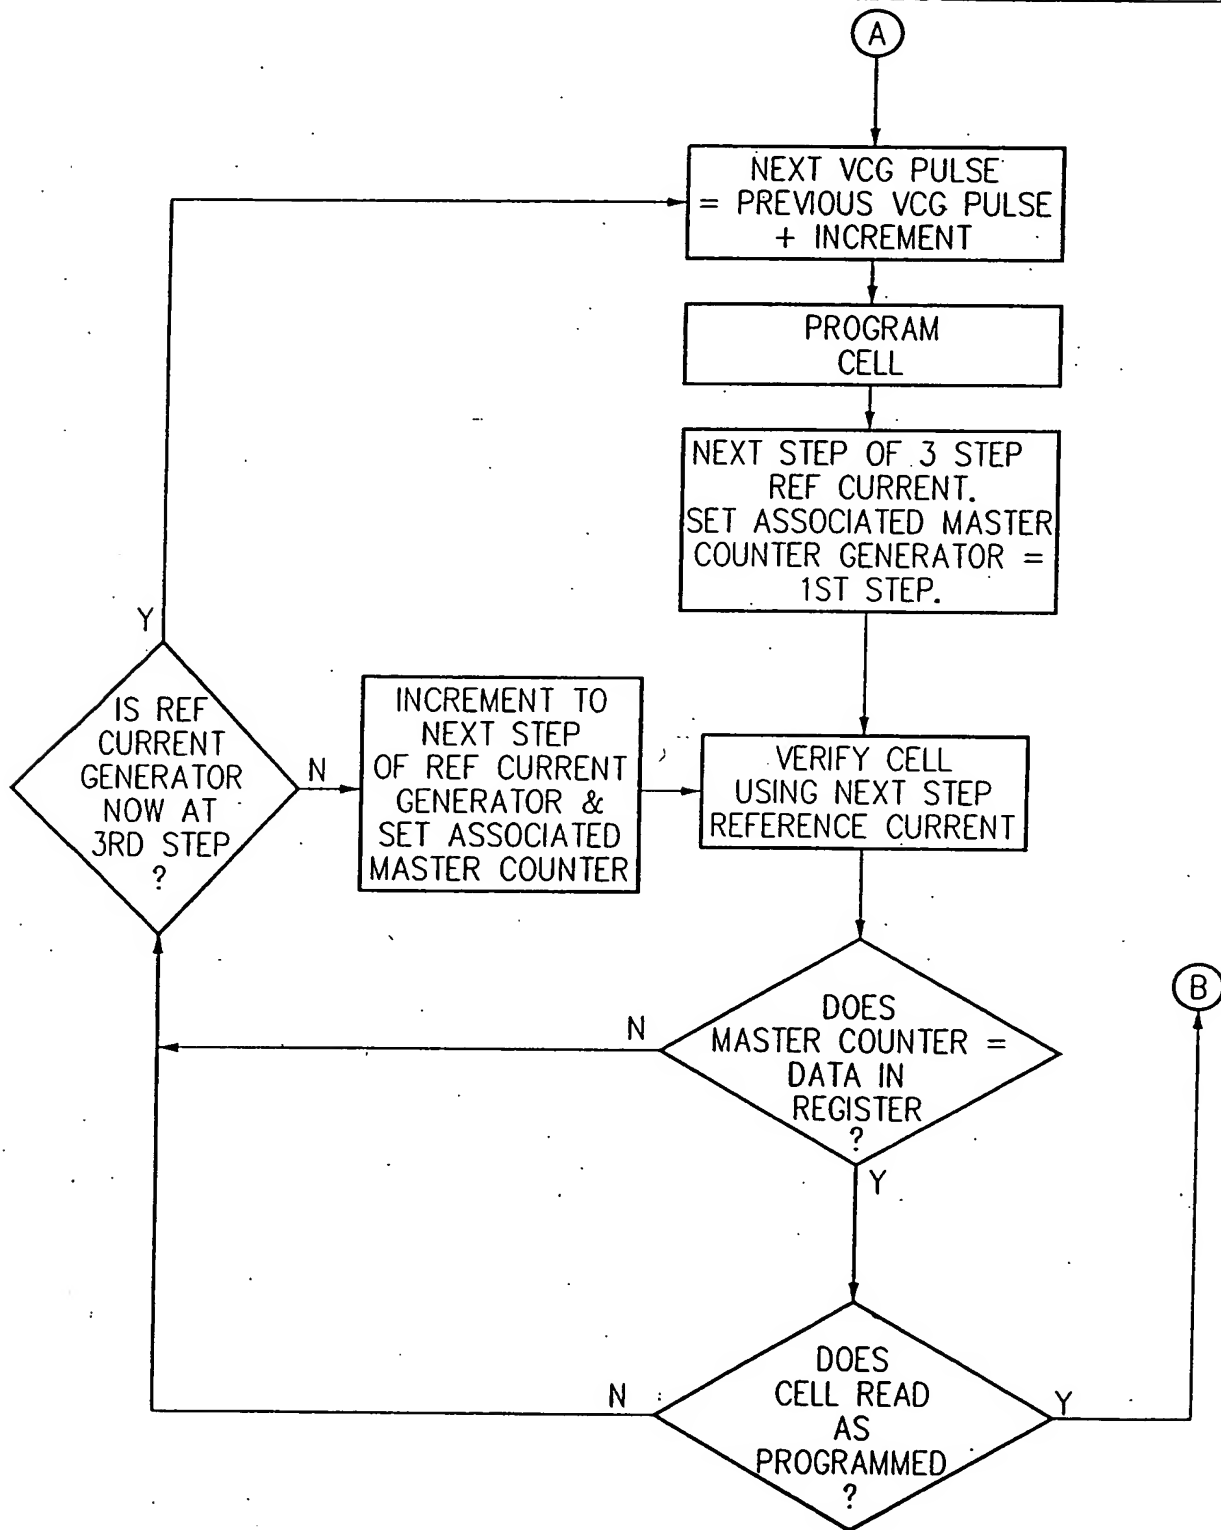 A
NEXT VCG PULSE
= PREVIOUS VCG PULSE
+ INCREMENT
PROGRAM
CELL
NEXT STEP OF 3 STEP
REF CURRENT.
SET ASSOCIATED MASTER
COUNTER GENERATOR =
1ST STEP.
Y
IS REF
CURRENT
GENERATOR
NOW AT
3RD STEP
?
N
INCREMENT TO
NEXT STEP
OF REF CURRENT
GENERATOR &
SET ASSOCIATED
MASTER COUNTER
VERIFY CELL
USING NEXT STEP
REFERENCE CURRENT
B
N
DOES
MASTER COUNTER =
DATA IN
REGISTER
?
Y
N
DOES
CELL READ
AS
PROGRAMMED
?
Y